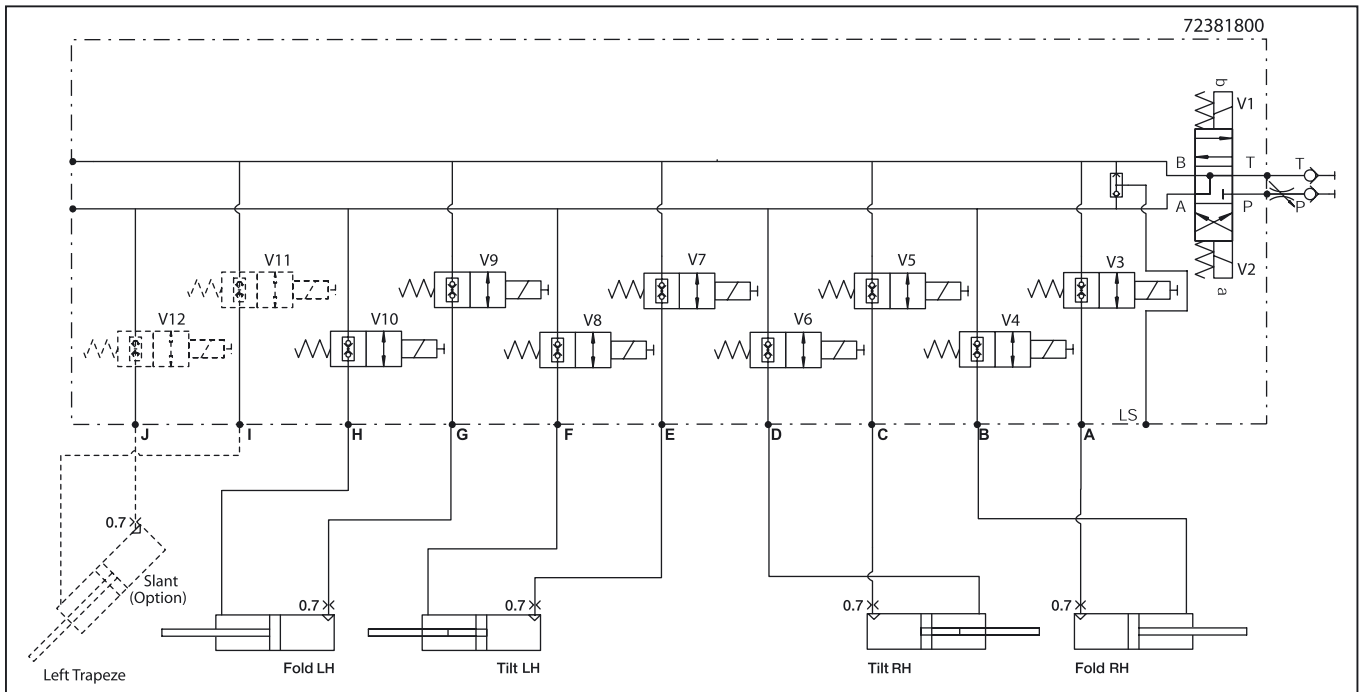 72381800
b
V1
B T T
A P P
V2
a
V11 V9 V7 V5 V3
V12 V10 V8 V6 V4
LS
J I H G F E D C B A
0.7
Slant
(Option)
0.7 0.7 0.7 0.7
Left Trapeze
Fold LH Tilt LH Tilt RH Fold RH